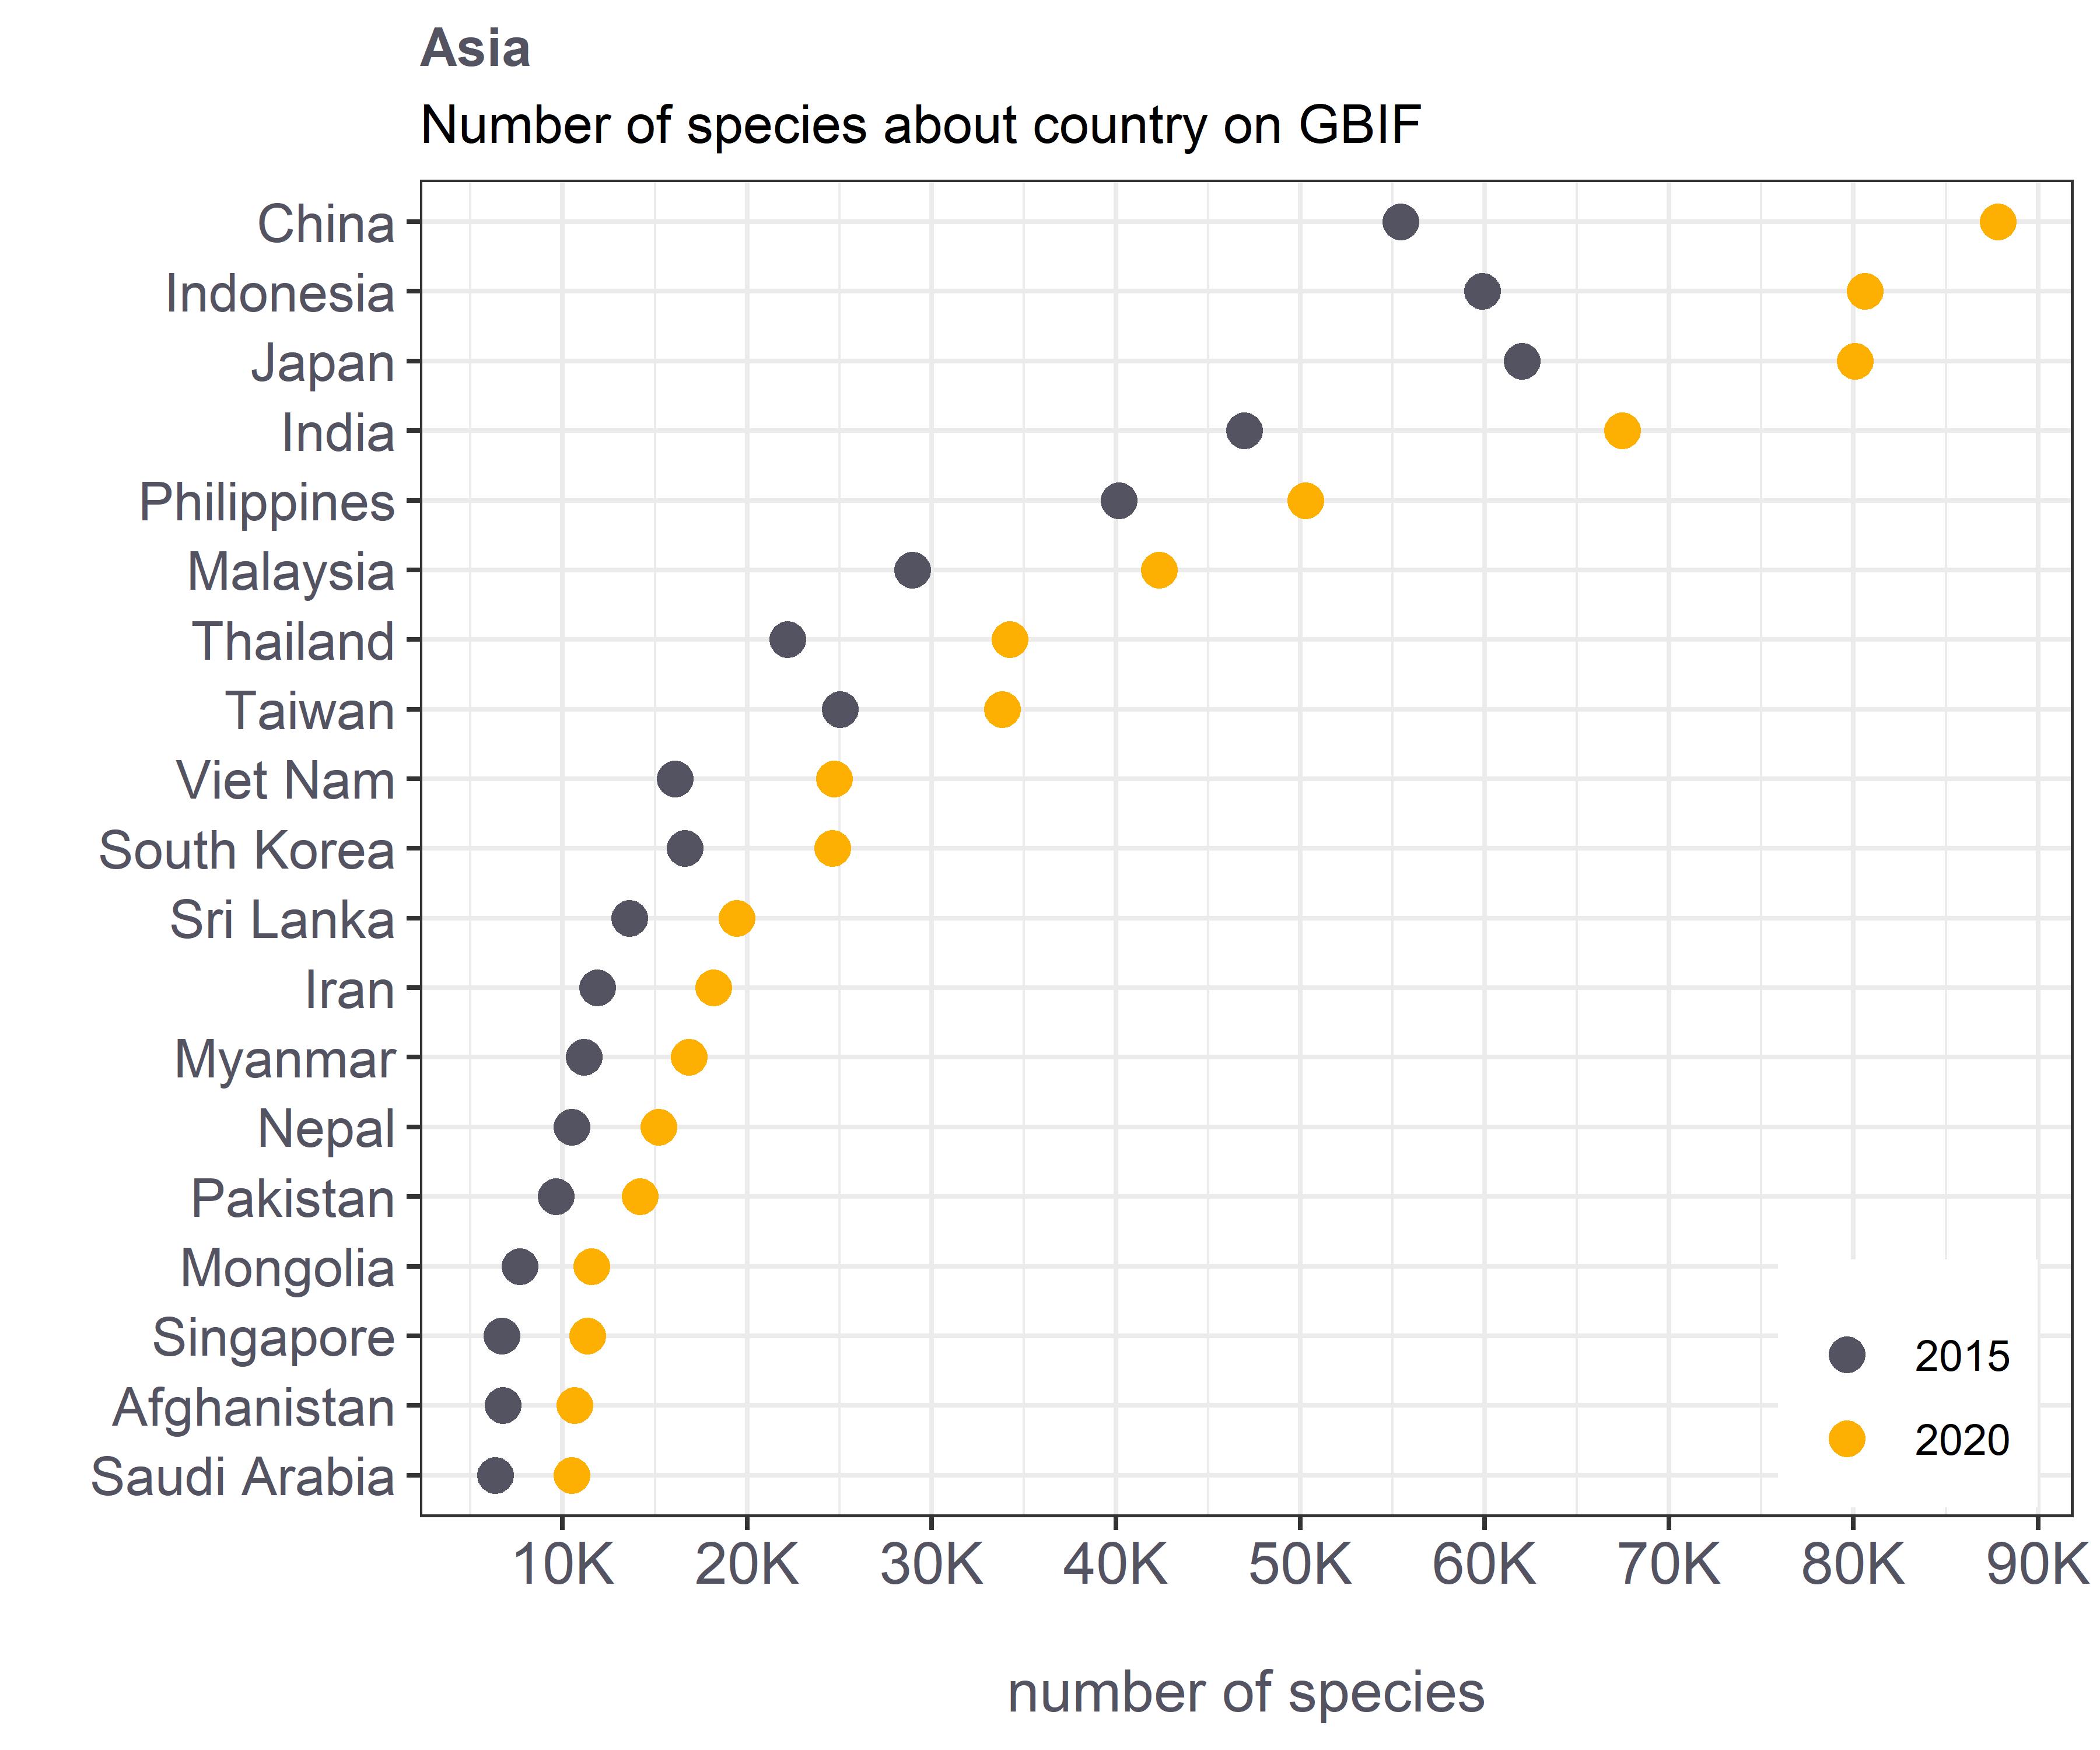 Asia
Number of species about country on GBIF
China
Indonesia
Japan
India
Philippines
Malaysia
Thailand
Taiwan
Viet Nam
South Korea
Sri Lanka
Iran
Myanmar
Nepal
Pakistan
Mongolia
Singapore
Afghanistan
Saudi Arabia
2015
2020
10K 20K 30K 40K 50K 60K 70K 80K 90K
number of species